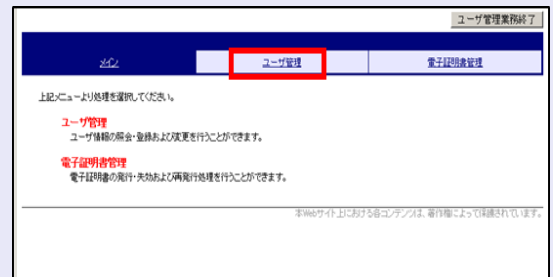 ユーザ管理業務終了
メイン
ユーザ管理
電子証明書管理
上記メニューより処理を選択してください。
ユーザ管理
ユーザ情報の照会・登録および変更を行うことができます。
電子証明書管理
電子証明書の発行・失効および再発行処理を行うことができます。
本Webサイト上における各コンテンツは、著作権によって保護されています。